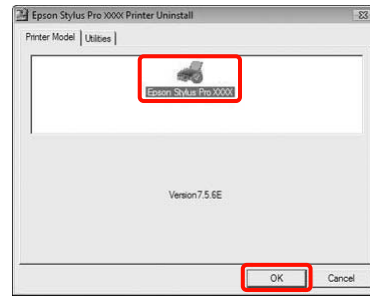 Epson Stylus Pro XXXX Printer Uninstall
Printer Model
Utilities
Epson Stylus Pro XXXX
Version7.5.6E
OK
Cancel